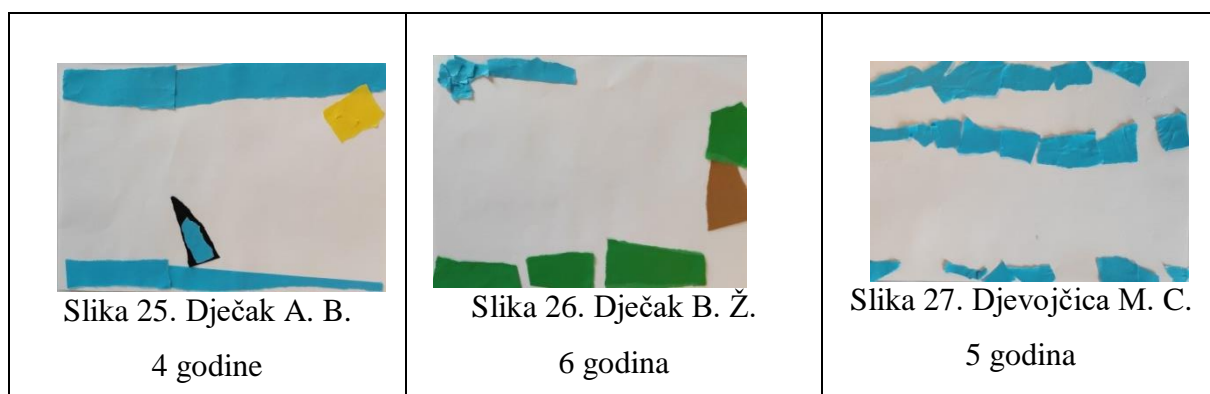 Slika 25. Dječak A. B.
4 godine
Slika 26. Dječak B. Ž.
6 godina
Slika 27. Djevojčica M. C.
5 godina